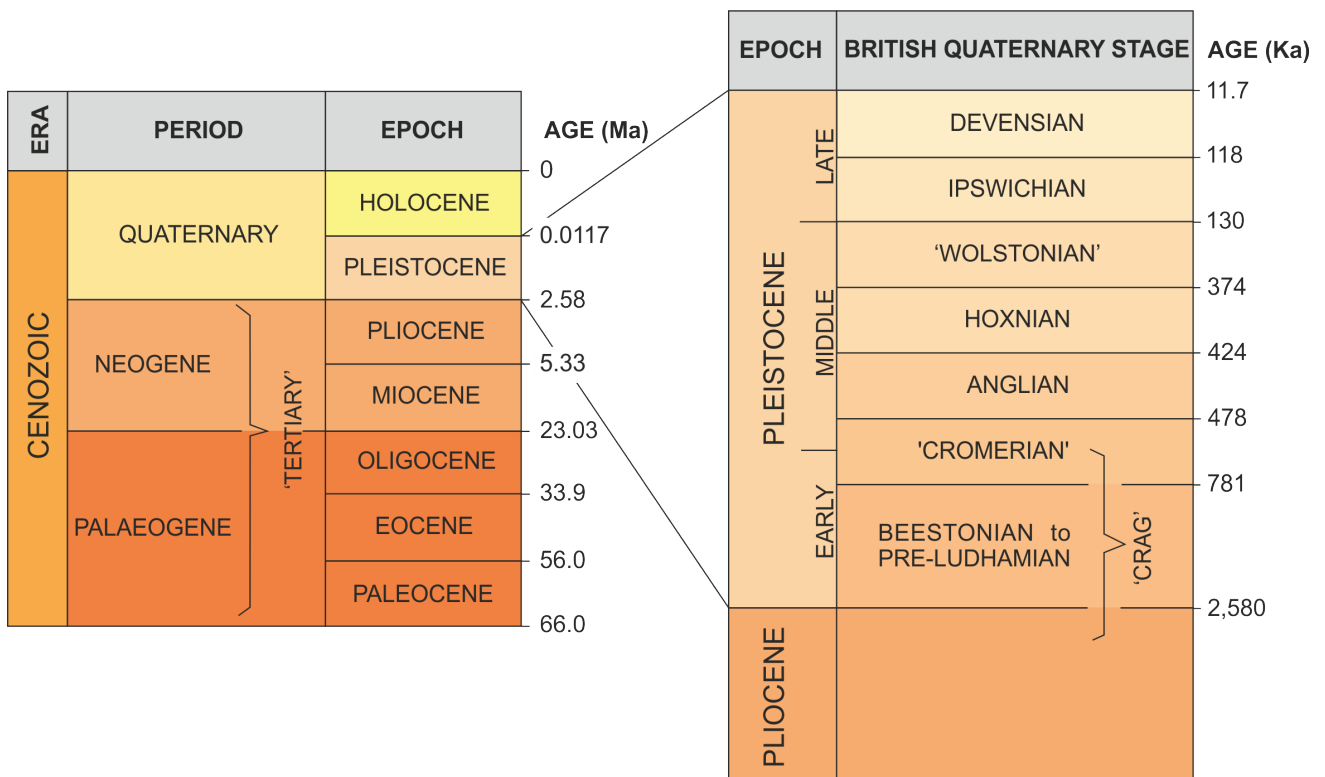 ERA
PERIOD
EPOCH
AGE (Ma)
0
CENOZOIC
QUATERNARY
HOLOCENE
0.0117
PLEISTOCENE
2.58
NEOGENE
‘TERTIARY’
PLIOCENE
5.33
MIOCENE
23.03
PALAEOGENE
OLIGOCENE
33.9
EOCENE
56.0
PALEOCENE
66.0
EPOCH
BRITISH QUATERNARY STAGE
AGE (Ka)
11.7
PLEISTOCENE
LATE
DEVENSIAN
118
IPSWICHIAN
130
MIDDLE
‘WOLSTONIAN’
374
HOXNIAN
424
ANGLIAN
478
'CROMERIAN'
781
EARLY
BEESTONIAN to
PRE-LUDHAMIAN
‘CRAG’
2,580
PLIOCENE